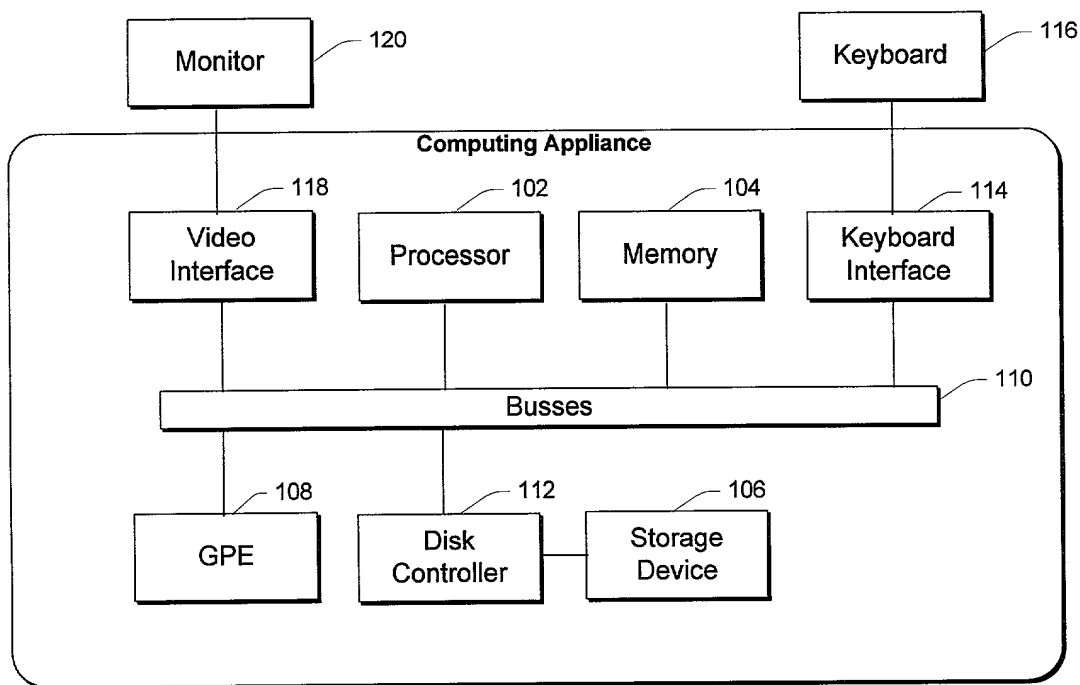 Monitor
120
Keyboard
116
Computing Appliance
118
102
104
114
Video
Interface
Processor
Memory
Keyboard
Interface
110
Busses
108
112
106
GPE
Disk
Controller
Storage
Device